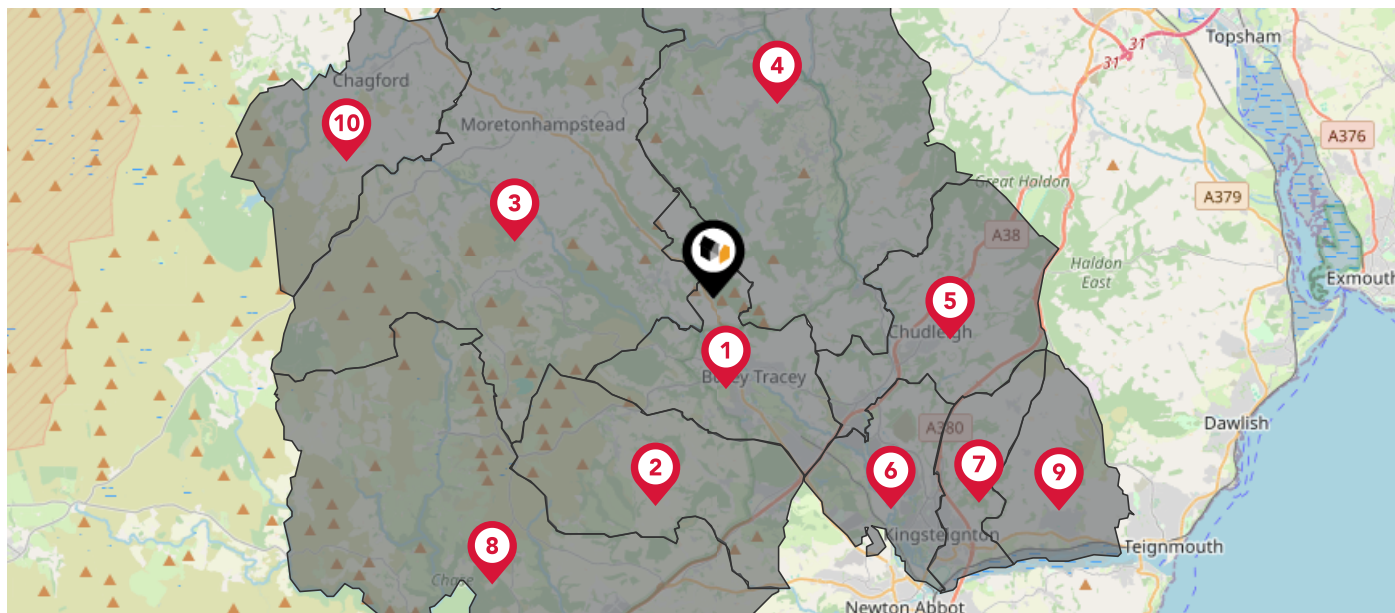 Topsham
31
31
4
Chagford
10
Moretonhampstead
A376
Great Haldon
A379
3
A38
Haldon
East
Exmouth
5
Chudleigh
1
Bovey Tracey
Dawlish
A380
2
6
7
9
Kingsteignton
8
Teignmouth
Chase
Newton Abbot